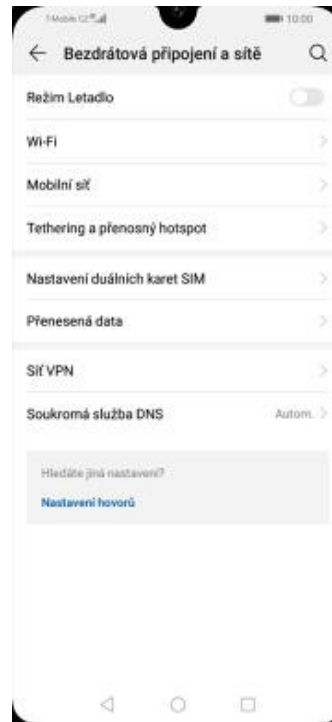 T-Mobile CZ
10:00
Bezdrátová připojení a sítě
Režim Letadlo
Wi-Fi
Mobilní síť
Tethering a přenosný hotspot
Nastavení duálních karet SIM
Přenesená data
Síť VPN
Soukromá služba DNS Autom.
Hledáte jiná nastavení?
Nastavení hovorů